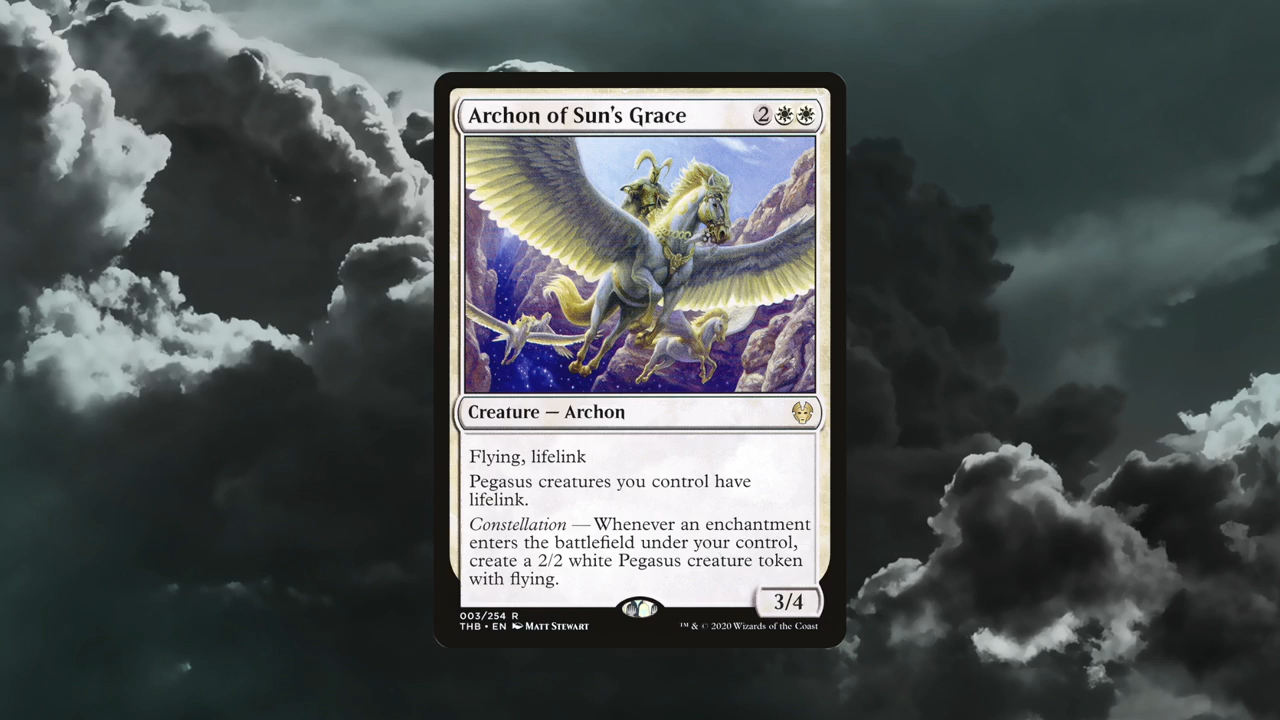 Archon of Sun's Grace 2
Creature — Archon
Flying, lifelink
Pegasus creatures you control have
lifelink.
Constellation — Whenever an enchantment
enters the battlefield under your control,
create a 2/2 white Pegasus creature token
with flying.
3/4
003/254 R
THB • EN Matt Stewart
™ & © 2020 Wizards of the Coast